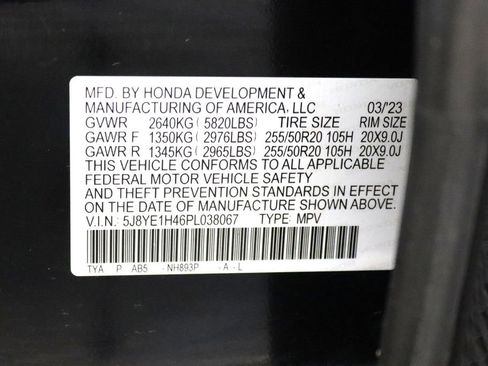 MFD. BY HONDA DEVELOPMENT &
MANUFACTURING OF AMERICA, LLC 03/'23
GVWR 2640KG ( 5820LBS) TIRE SIZE RIM SIZE
GAWR F 1350KG ( 2976LBS) 255/50R20 105H 20X9.0J
GAWR R 1345KG ( 2965LBS) 255/50R20 105H 20X9.0J
THIS VEHICLE CONFORMS TO ALL APPLICABLE
FEDERAL MOTOR VEHICLE SAFETY
AND THEFT PREVENTION STANDARDS IN EFFECT
ON THE DATE OF MANUFACTURE SHOWN ABOVE.
V.I.N.: 5J8YE1H46PL038067 TYPE: MPV
TYA P AB5 NH893P -A -L